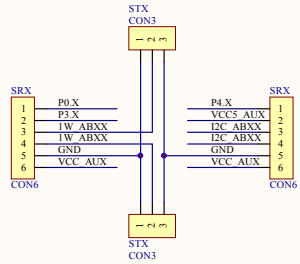 STX
CON3
1 2 3
SRX
SRX
1 P0.X
P4.X 1
2 P3.X
VCC5_AUX 2
3 1W_ABXX
I2C_ABXX 3
4 1W_ABXX
I2C_ABXX 4
5 GND
GND 5
6 VCC_AUX
VCC_AUX 6
CON6
CON6
1 2 3
STX
CON3